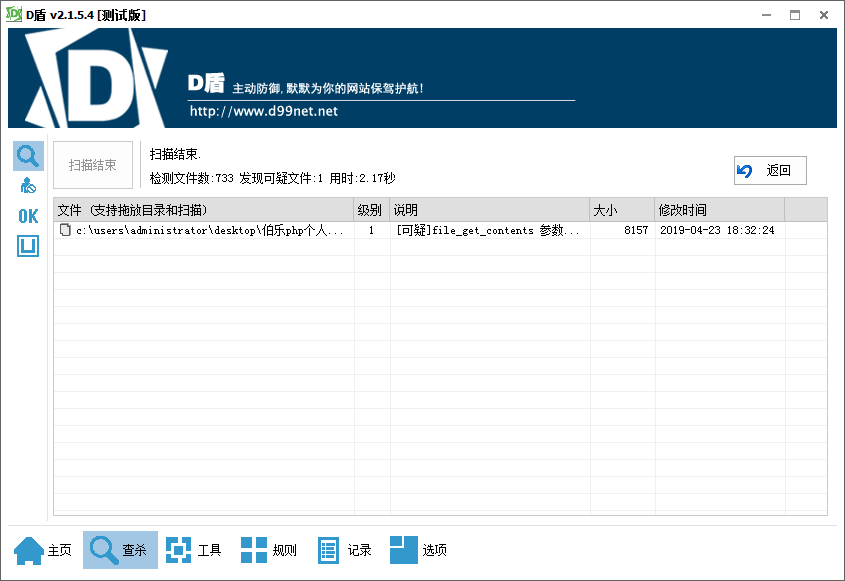 D盾 v2.1.5.4 [测试版]
D盾 主动防御,默默为你的网站保驾护航!
http://www.d99net.net
扫描结束
扫描结束.
检测文件数:733 发现可疑文件:1 用时:2.17秒
返回
OK
文件 (支持拖放目录和扫描) 级别 说明 大小 修改时间
c:\users\administrator\desktop\伯乐php个人... 1 [可疑]file_get_contents 参数... 8157 2019-04-23 18:32:24
主页 查杀 工具 规则 记录 选项